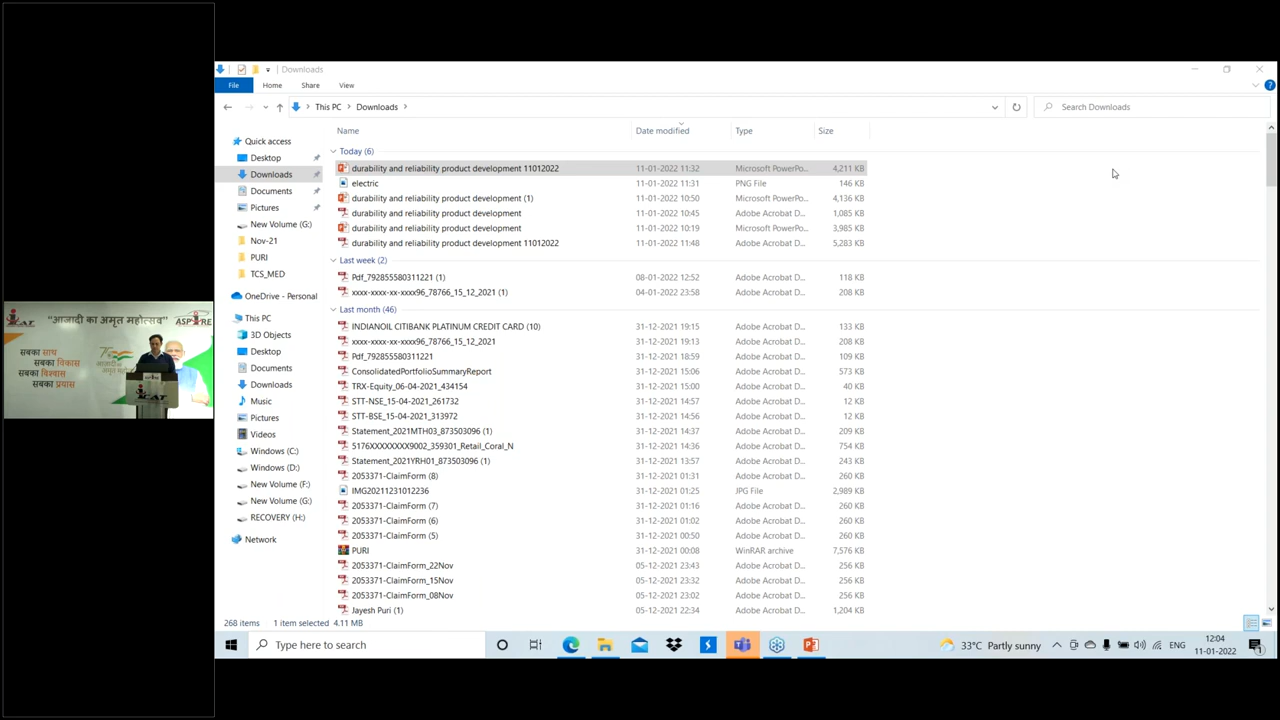 Downloads
File Home Share View
This PC Downloads
Search Downloads
Name Date modified Type Size
Quick access
Desktop
Downloads
Documents
Pictures
New Volume (G:)
Nov-21
PURI
TCS_MED
OneDrive - Personal
This PC
3D Objects
Desktop
Documents
Downloads
Music
Pictures
Videos
Windows (C:)
Windows (D:)
New Volume (F:)
New Volume (G:)
RECOVERY (H:)
Network
Today (6)
durability and reliability product development 11012022 11-01-2022 11:32 Microsoft PowerPo... 4,211 KB
electric 11-01-2022 11:31 PNG File 146 KB
durability and reliability product development (1) 11-01-2022 10:50 Microsoft PowerPo... 4,136 KB
durability and reliability product development 11-01-2022 10:45 Adobe Acrobat D... 1,085 KB
durability and reliability product development 11-01-2022 10:19 Microsoft PowerPo... 3,985 KB
durability and reliability product development 11012022 11-01-2022 11:48 Adobe Acrobat D... 5,283 KB
Last week (2)
Pdf_792855580311221 (1) 08-01-2022 12:52 Adobe Acrobat D... 118 KB
xxxx-xxxx-xx-xxxx96_78766_15_12_2021 (1) 04-01-2022 23:58 Adobe Acrobat D... 208 KB
Last month (46)
INDIANOIL CITIBANK PLATINUM CREDIT CARD (10) 31-12-2021 19:15 Adobe Acrobat D... 133 KB
xxxx-xxxx-xx-xxxx96_78766_15_12_2021 31-12-2021 19:13 Adobe Acrobat D... 208 KB
Pdf_792855580311221 31-12-2021 18:59 Adobe Acrobat D... 109 KB
ConsolidatedPortfolioSummaryReport 31-12-2021 15:06 Adobe Acrobat D... 573 KB
TRX-Equity_06-04-2021_434154 31-12-2021 15:00 Adobe Acrobat D... 40 KB
STT-NSE_15-04-2021_261732 31-12-2021 14:57 Adobe Acrobat D... 12 KB
STT-BSE_15-04-2021_313972 31-12-2021 14:56 Adobe Acrobat D... 12 KB
Statement_2021MTH03_873503096 (1) 31-12-2021 14:37 Adobe Acrobat D... 209 KB
5176XXXXXXXX9002_359301_Retail_Coral_N 31-12-2021 14:36 Adobe Acrobat D... 754 KB
Statement_2021YRH01_873503096 (1) 31-12-2021 13:57 Adobe Acrobat D... 243 KB
2053371-ClaimForm (8) 31-12-2021 01:31 Adobe Acrobat D... 260 KB
IMG20211231012236 31-12-2021 01:25 JPG File 2,989 KB
2053371-ClaimForm (7) 31-12-2021 01:16 Adobe Acrobat D... 260 KB
2053371-ClaimForm (6) 31-12-2021 01:02 Adobe Acrobat D... 260 KB
2053371-ClaimForm (5) 31-12-2021 00:50 Adobe Acrobat D... 260 KB
PURI 31-12-2021 00:08 WinRAR archive 7,576 KB
2053371-ClaimForm_22Nov 05-12-2021 23:43 Adobe Acrobat D... 256 KB
2053371-ClaimForm_15Nov 05-12-2021 23:32 Adobe Acrobat D... 256 KB
2053371-ClaimForm_08Nov 05-12-2021 23:02 Adobe Acrobat D... 256 KB
Jayesh Puri (1) 05-12-2021 22:34 Adobe Acrobat D... 1,204 KB
268 items 1 item selected 4.11 MB
Type here to search
33°C Partly sunny
ENG
12:04
11-01-2022
"आजादी का अमृत महोत्सव"
ASPIRE
सबका साथ
सबका विकास
सबका विश्वास
सबका प्रयास